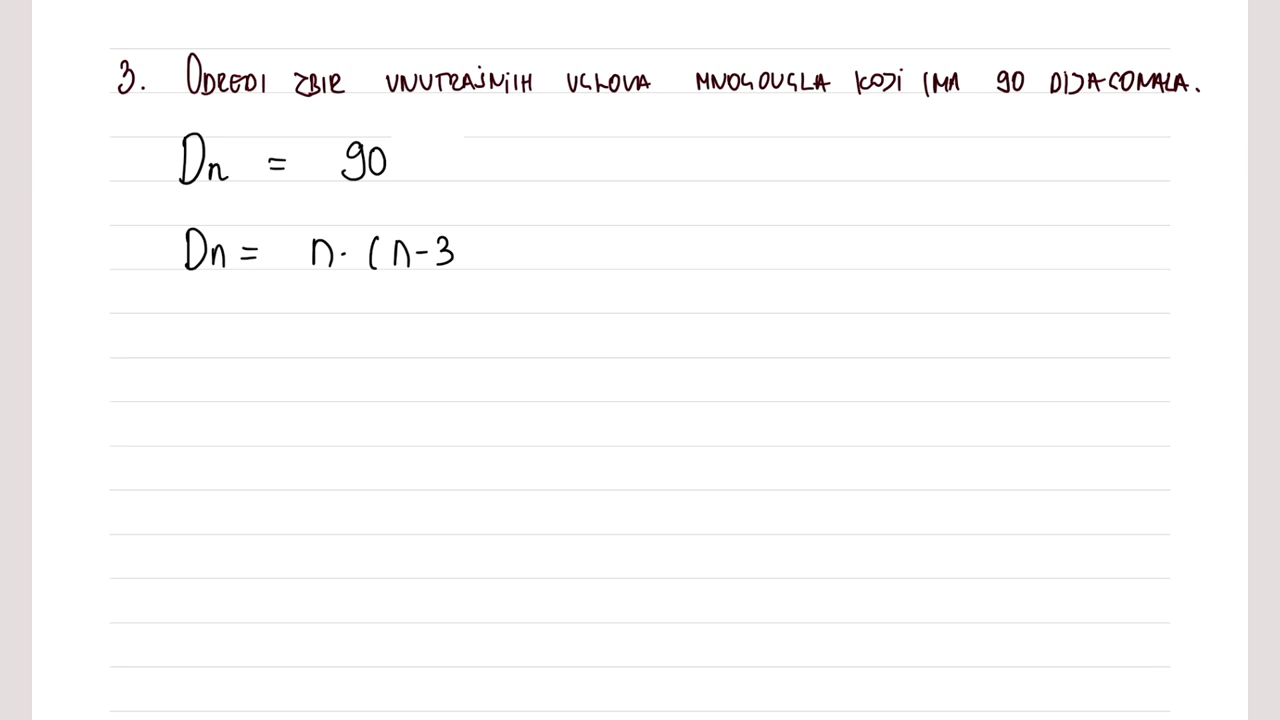 3. ODREDI ZBIR UNUTRAŠNJIH UGLOVA MNOGOUGLA KOJI IMA 90 DIJAGONALA.
Dn = 90
Dn = n · (n-3